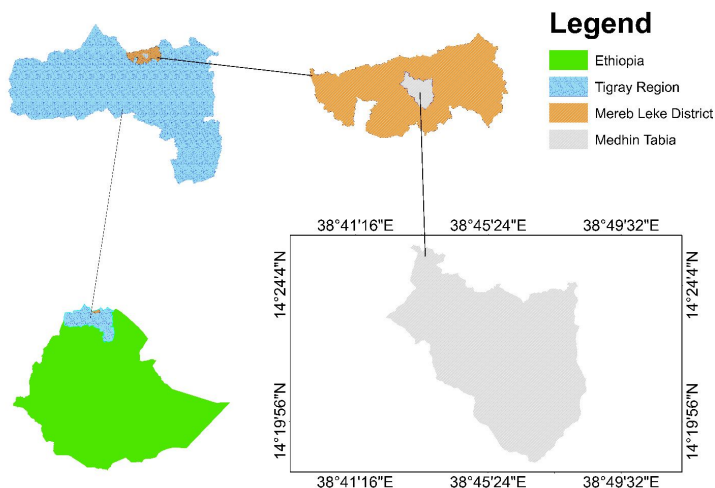 Legend
Ethiopia
Tigray Region
Mereb Leke District
Medhin Tabia
38°41'16"E 38°45'24"E 38°49'32"E
14°24'4"N 14°24'4"N
14°19'56"N 14°19'56"N
38°41'16"E 38°45'24"E 38°49'32"E